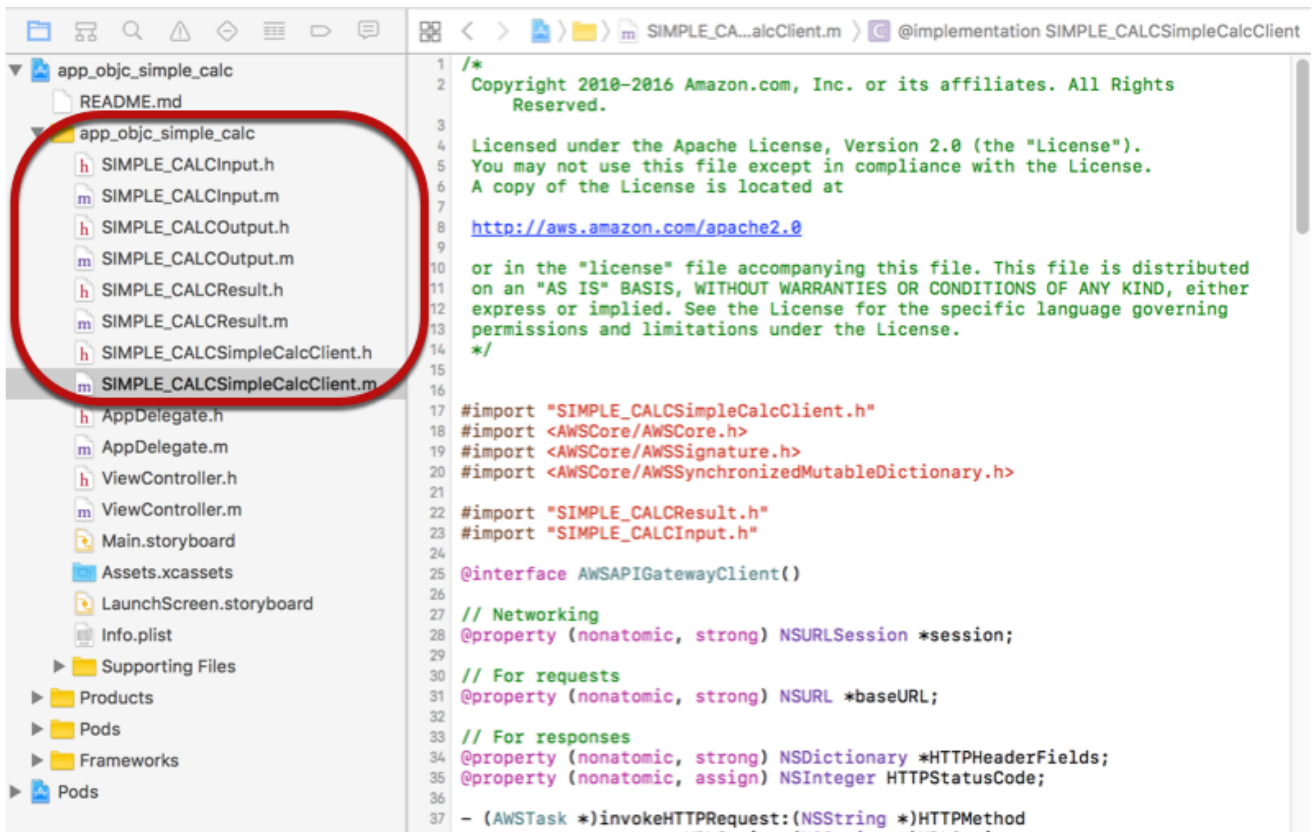 SIMPLE_CA...alcClient.m
@implementation SIMPLE_CALCSimpleCalcClient
app_objc_simple_calc
README.md
app_objc_simple_calc
h SIMPLE_CALCInput.h
m SIMPLE_CALCInput.m
h SIMPLE_CALCOutput.h
m SIMPLE_CALCOutput.m
h SIMPLE_CALCResult.h
m SIMPLE_CALCResult.m
h SIMPLE_CALCSimpleCalcClient.h
m SIMPLE_CALCSimpleCalcClient.m
h AppDelegate.h
m AppDelegate.m
h ViewController.h
m ViewController.m
Main.storyboard
Assets.xcassets
LaunchScreen.storyboard
Info.plist
Supporting Files
Products
Pods
Frameworks
Pods
1 /*
2 Copyright 2010-2016 Amazon.com, Inc. or its affiliates. All Rights
Reserved.
3
4 Licensed under the Apache License, Version 2.0 (the "License").
5 You may not use this file except in compliance with the License.
6 A copy of the License is located at
7
8 http://aws.amazon.com/apache2.0
9
10 or in the "license" file accompanying this file. This file is distributed
11 on an "AS IS" BASIS, WITHOUT WARRANTIES OR CONDITIONS OF ANY KIND, either
12 express or implied. See the License for the specific language governing
13 permissions and limitations under the License.
14 */
15
16
17 #import "SIMPLE_CALCSimpleCalcClient.h"
18 #import <AWSCore/AWSCore.h>
19 #import <AWSCore/AWSSignature.h>
20 #import <AWSCore/AWSSynchronizedMutableDictionary.h>
21
22 #import "SIMPLE_CALCResult.h"
23 #import "SIMPLE_CALCInput.h"
24
25 @interface AWSAPIGatewayClient()
26
27 // Networking
28 @property (nonatomic, strong) NSURLSession *session;
29
30 // For requests
31 @property (nonatomic, strong) NSURL *baseURL;
32
33 // For responses
34 @property (nonatomic, strong) NSDictionary *HTTPHeaderFields;
35 @property (nonatomic, assign) NSInteger HTTPStatusCode;
36
37 - (AWSTask *)invokeHTTPRequest:(NSString *)HTTPMethod